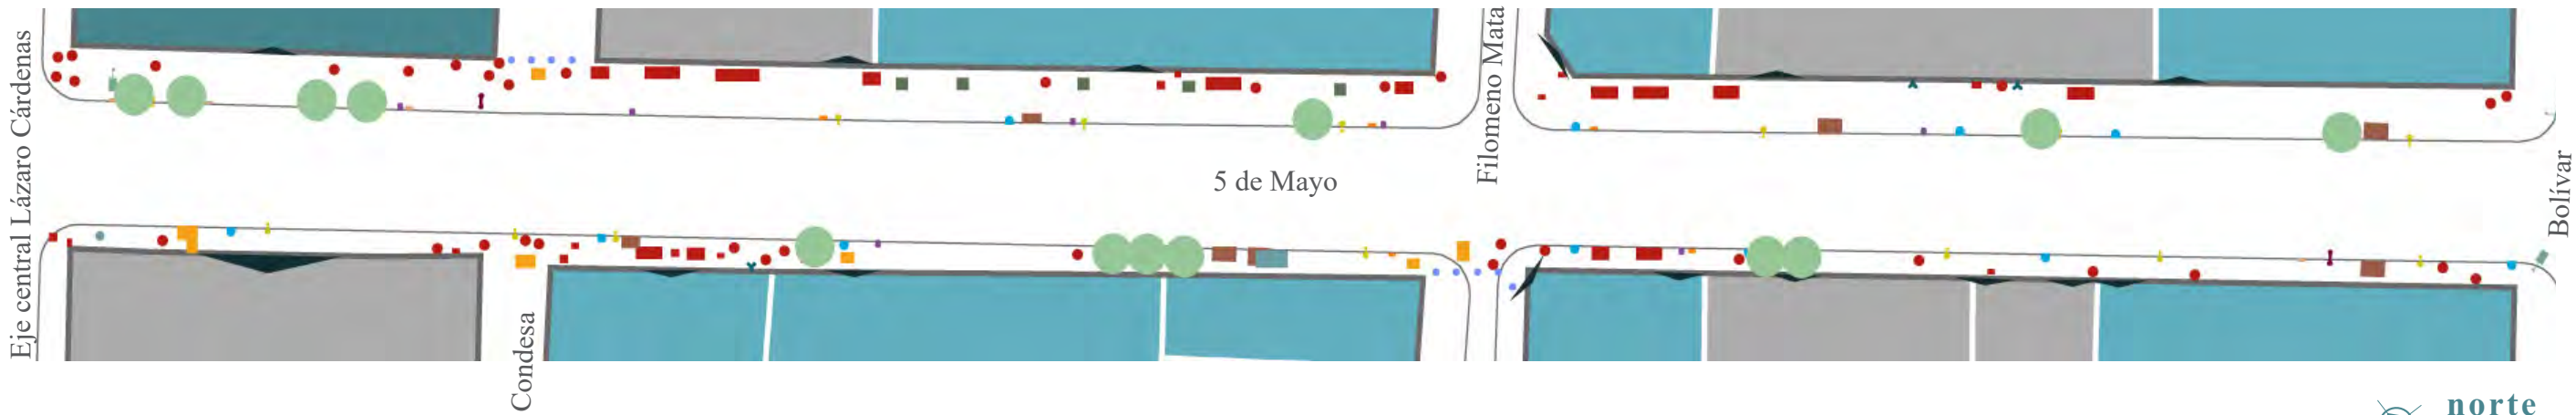 Eje central Lázaro Cárdenas
Condesa
5 de Mayo
Filomeno Mata
Bolívar
norte